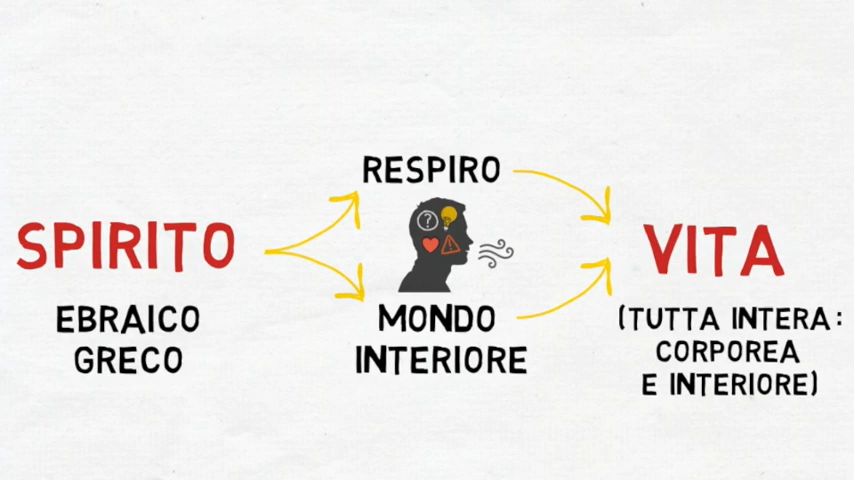 SPIRITO
EBRAICO
GRECO
RESPIRO
?
!
MONDO
INTERIORE
VITA
(TUTTA INTERA:
CORPOREA
E INTERIORE)